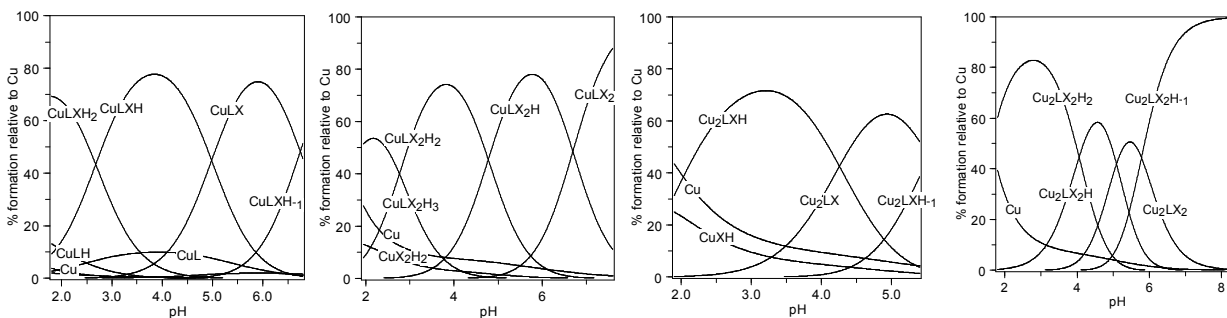 % formation relative to Cu
100
80
60
40
20
0
CuLXH2
CuLXH
CuLX
CuLXH-1
CuLH
Cu
CuL
2.0 3.0 4.0 5.0 6.0
pH
% formation relative to Cu
100
80
60
40
20
0
CuLX2H2
CuLX2H
CuLX2
CuLX2H3
Cu
CuX2H2
2 4 6
pH
% formation relative to Cu
100
80
60
40
20
0
Cu2LXH
Cu
CuXH
Cu2LX
Cu2LXH-1
2.0 3.0 4.0 5.0
pH
% formation relative to Cu
100
80
60
40
20
0
Cu2LX2H2
Cu2LX2H-1
Cu2LX2H
Cu
Cu2LX2
2 4 6 8
pH